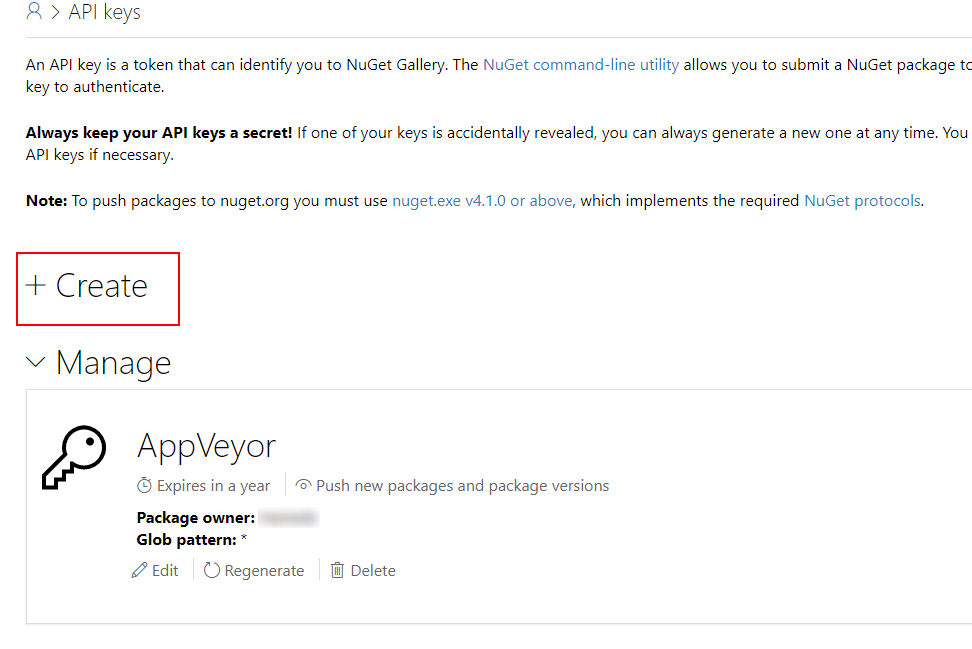 > API keys
An API key is a token that can identify you to NuGet Gallery. The NuGet command-line utility allows you to submit a NuGet package to
key to authenticate.
Always keep your API keys a secret! If one of your keys is accidentally revealed, you can always generate a new one at any time. You
API keys if necessary.
Note: To push packages to nuget.org you must use nuget.exe v4.1.0 or above, which implements the required NuGet protocols.
+ Create
Manage
AppVeyor
Expires in a year Push new packages and package versions
Package owner:
Glob pattern: *
Edit Regenerate Delete